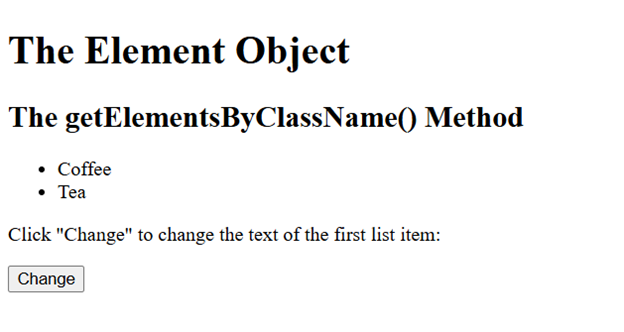 The Element Object
The getElementsByClassName() Method
Coffee
Tea
Click "Change" to change the text of the first list item:
Change